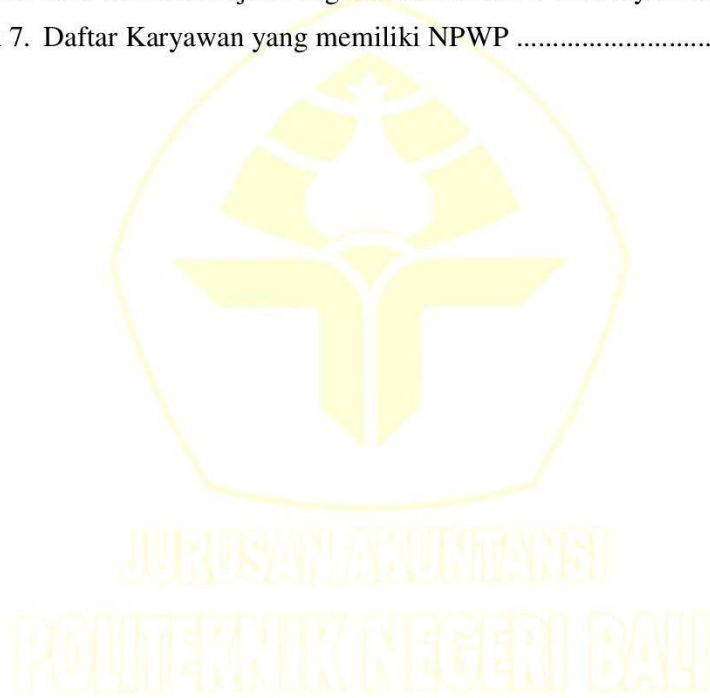 7. Daftar Karyawan yang memiliki NPWP ...........................
JURUSAN AKUNTANSI
POLITEKNIK NEGERI BALI